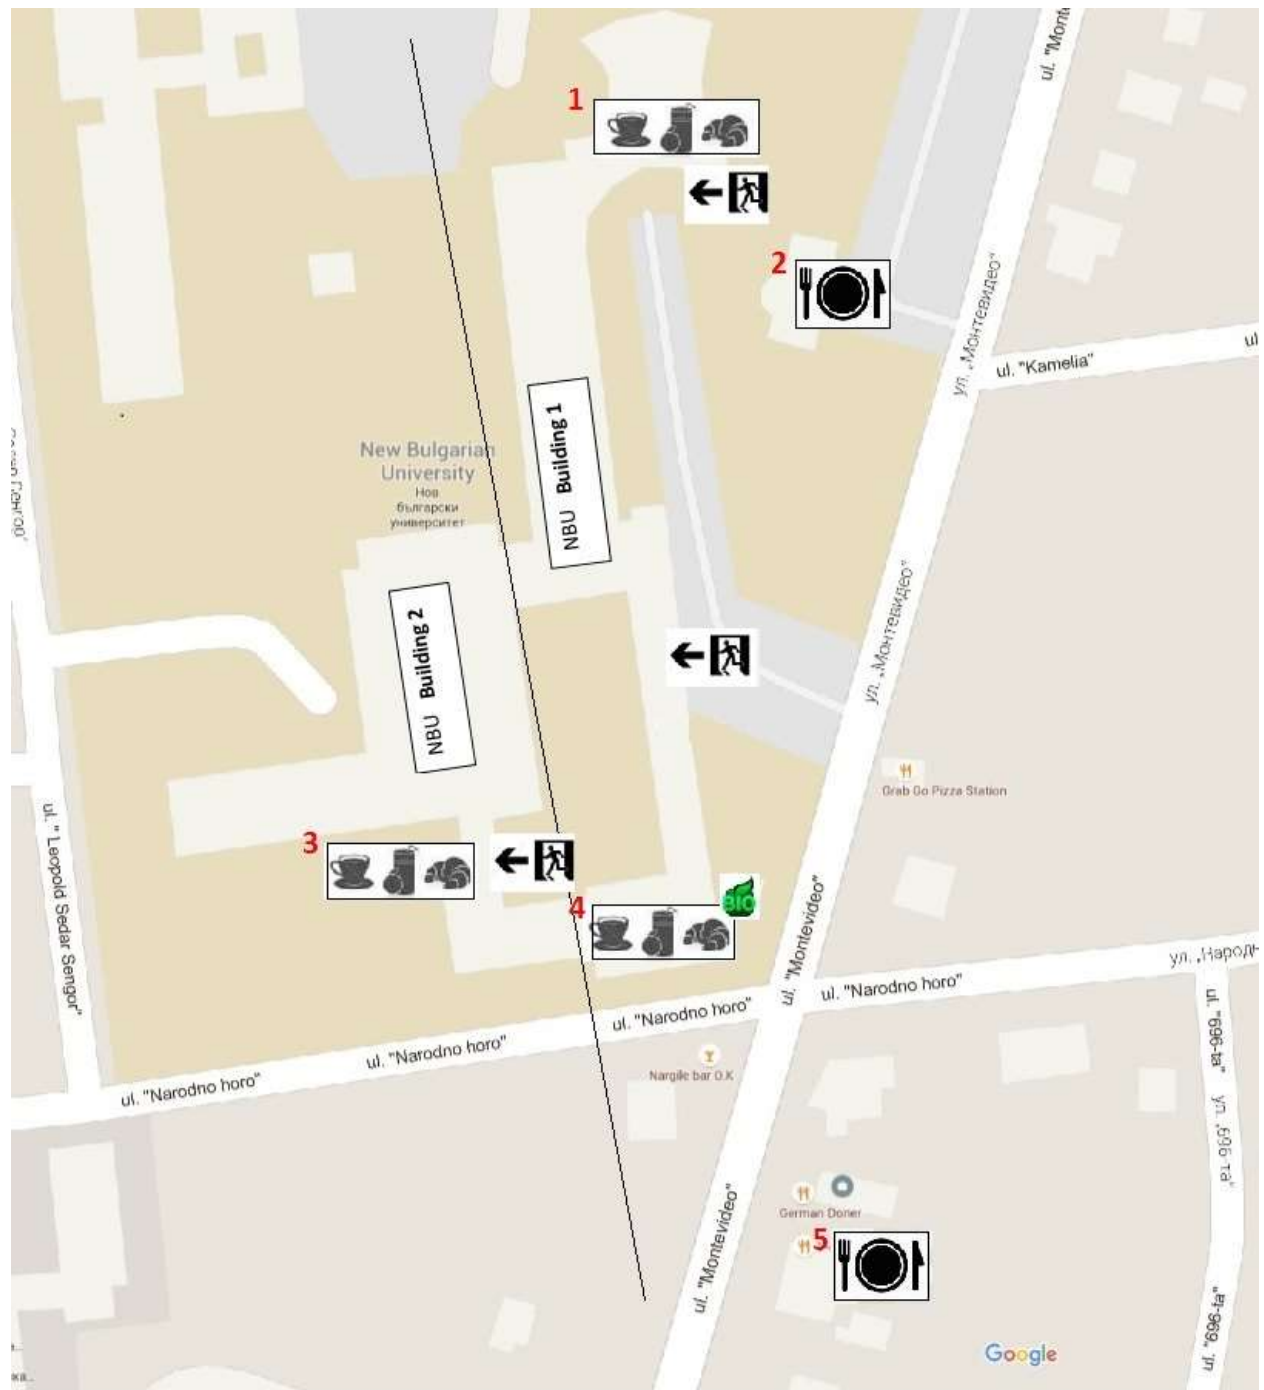 ul. "Mont
1
2
ул. „Монтевидео“
ul. "Kamelia"
ul
NBU Building 1
New Bulgarian
University
Нов
български
университет
ул. „Монтевидео“
NBU Building 2
Grab Go Pizza Station
ul. " Leopold Sedar Sengor"
3
4
BIO
ul. "Montevideo"
ул. „Народн
ul. "Narodno horo"
ul. "Narodno horo"
ul. "Narodno horo"
ul. "Narodno horo"
ul. "696-ta"
Nargile bar O.K
ул. „696-та“
German Doner
5
ul. "Montevideo"
ul. "696-ta"
Google